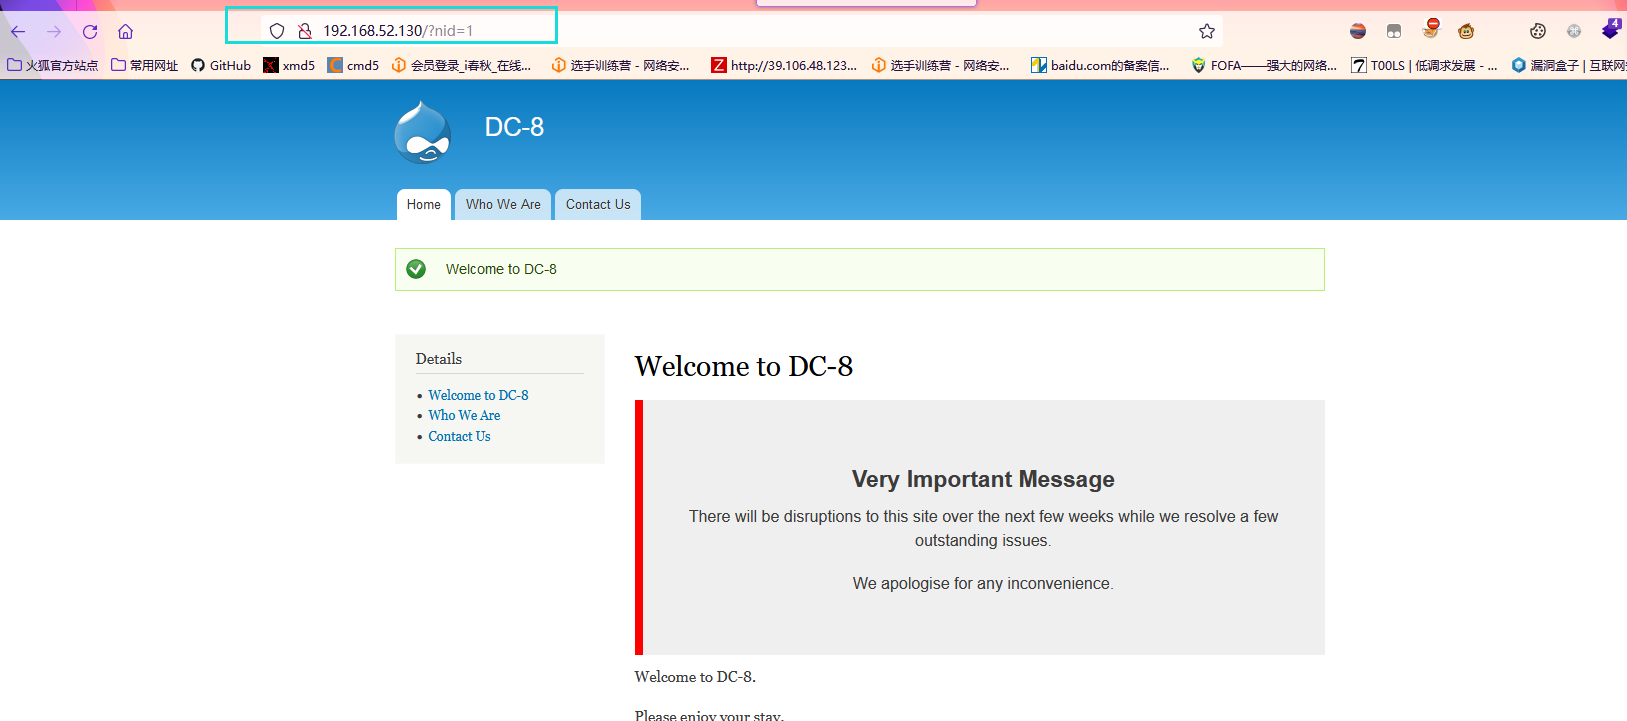 192.168.52.130/?nid=1
4
火狐官方站点 常用网址 GitHub xmd5 cmd5 会员登录_i春秋_在线... 选手训练营 - 网络安... http://39.106.48.123... 选手训练营 - 网络安... baidu.com的备案信... FOFA——强大的网络... T00LS | 低调求发展 - ... 漏洞盒子 | 互联网
DC-8
Home Who We Are Contact Us
Welcome to DC-8
Details
Welcome to DC-8
Who We Are
Contact Us
Welcome to DC-8
Very Important Message
There will be disruptions to this site over the next few weeks while we resolve a few
outstanding issues.
We apologise for any inconvenience.
Welcome to DC-8.
Please enjoy your stay.